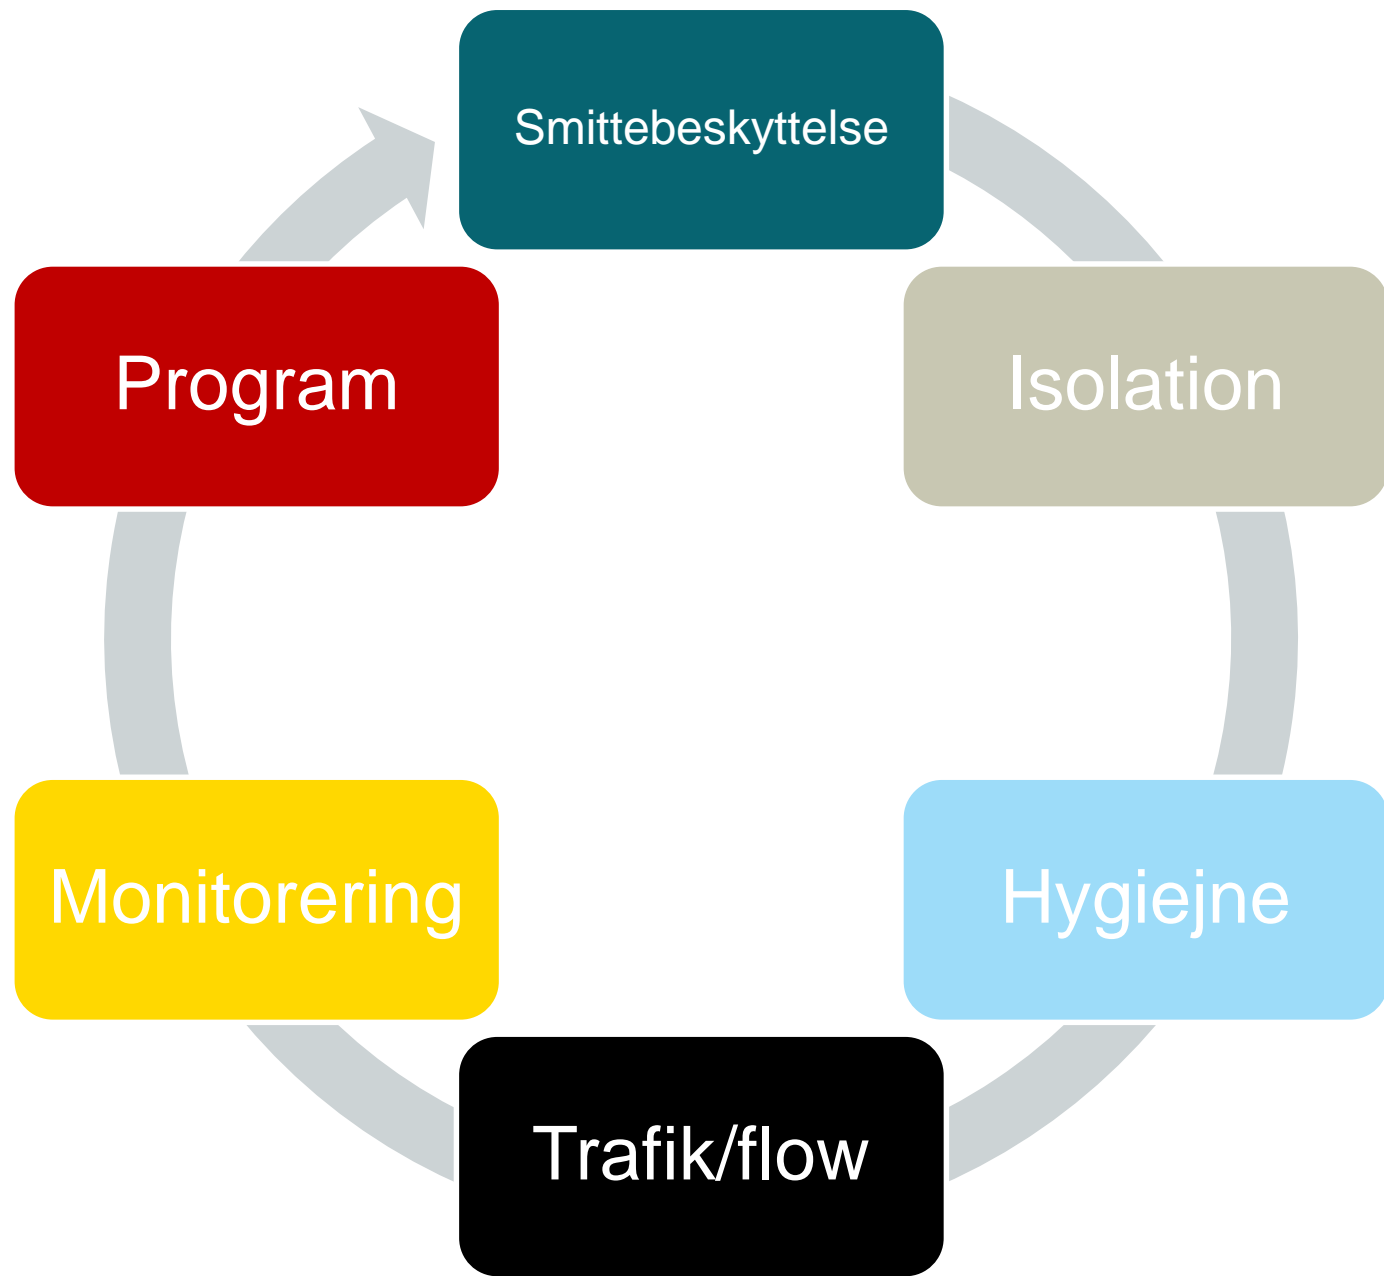 Smittebeskyttelse
Isolation
Hygiejne
Trafik/flow
Monitorering
Program